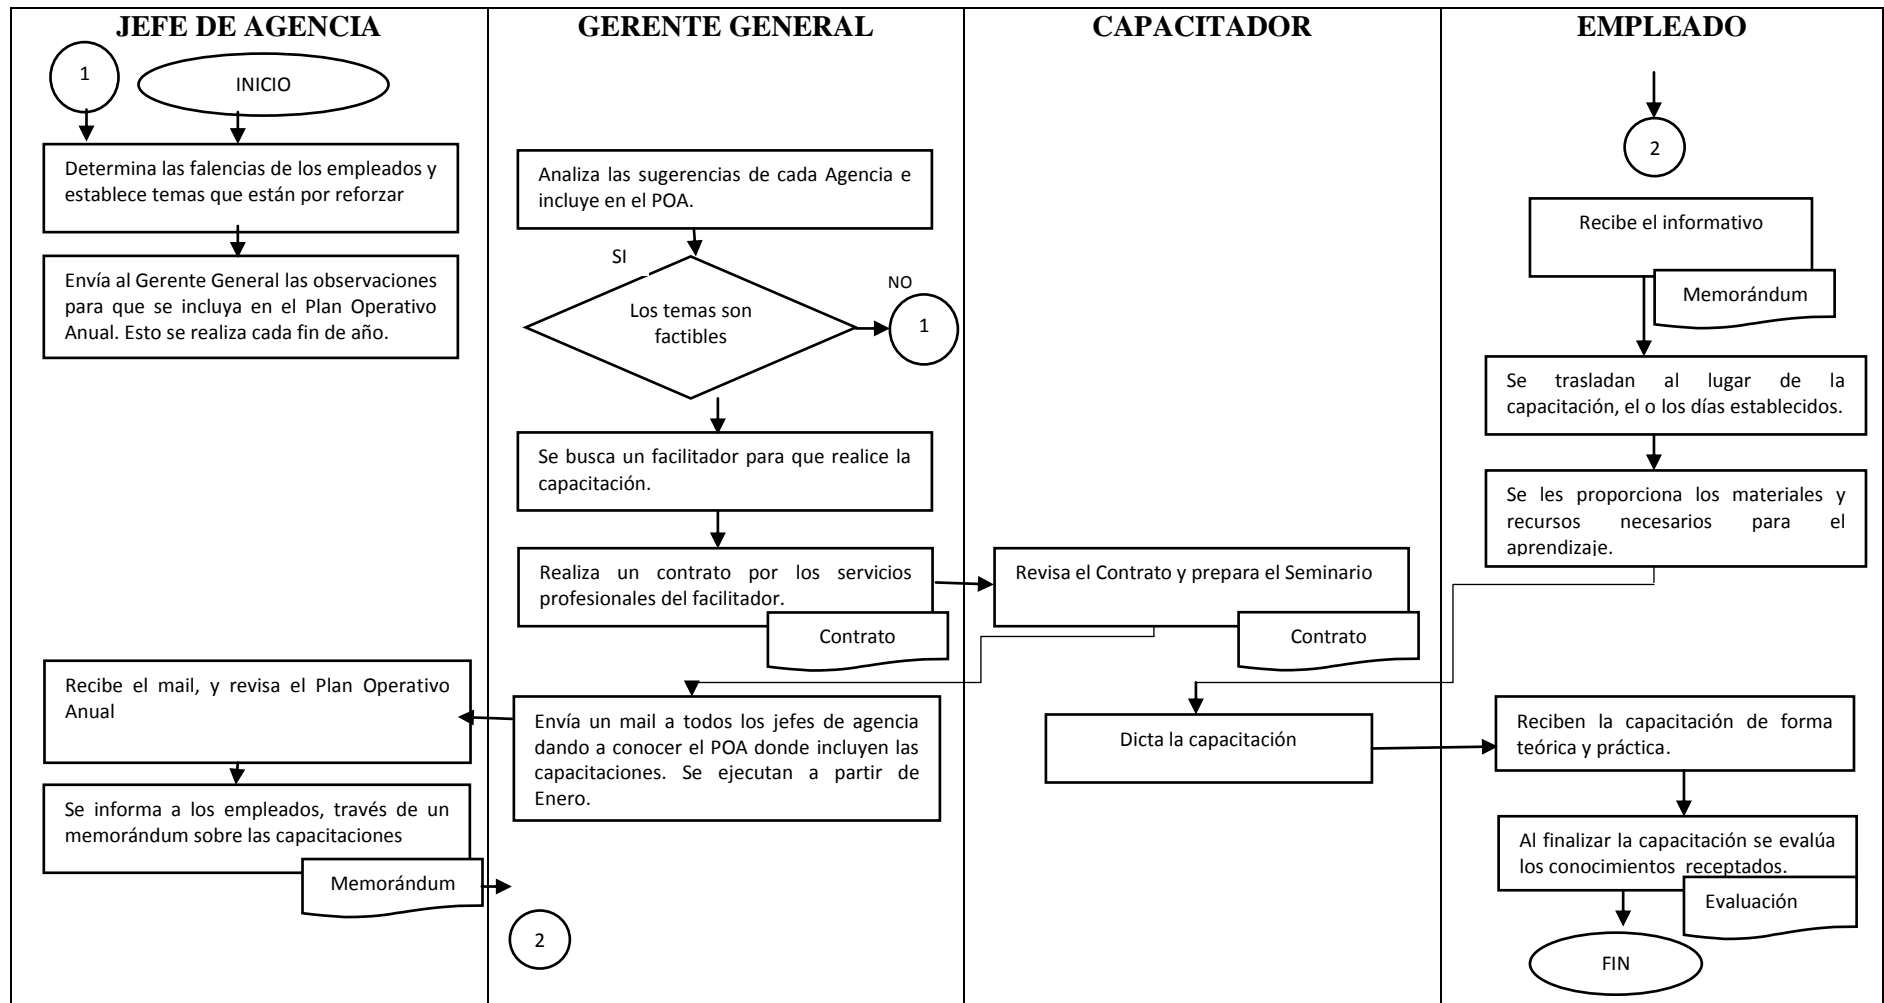 JEFE DE AGENCIA
1
INICIO
Determina las falencias de los empleados y
establece temas que están por reforzar
Envía al Gerente General las observaciones
para que se incluya en el Plan Operativo
Anual. Esto se realiza cada fin de año.
Recibe el mail, y revisa el Plan Operativo
Anual
Se informa a los empleados, través de un
memorándum sobre las capacitaciones
Memorándum
GERENTE GENERAL
Analiza las sugerencias de cada Agencia e
incluye en el POA.
SI
Los temas son
factibles
NO
1
Se busca un facilitador para que realice la
capacitación.
Realiza un contrato por los servicios
profesionales del facilitador.
Contrato
Envía un mail a todos los jefes de agencia
dando a conocer el POA donde incluyen las
capacitaciones. Se ejecutan a partir de
Enero.
2
CAPACITADOR
Revisa el Contrato y prepara el Seminario
Contrato
Dicta la capacitación
EMPLEADO
2
Recibe el informativo
Memorándum
Se trasladan al lugar de la
capacitación, el o los días establecidos.
Se les proporciona los materiales y
recursos necesarios para el
aprendizaje.
Reciben la capacitación de forma
teórica y práctica.
Al finalizar la capacitación se evalúa
los conocimientos receptados.
Evaluación
FIN